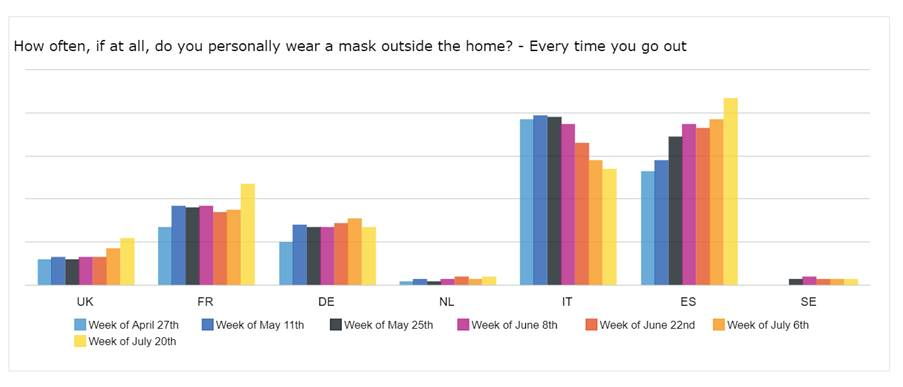 How often, if at all, do you personally wear a mask outside the home? - Every time you go out
UK FR DE NL IT ES SE
Week of April 27th Week of May 11th Week of May 25th Week of June 8th Week of June 22nd Week of July 6th
Week of July 20th